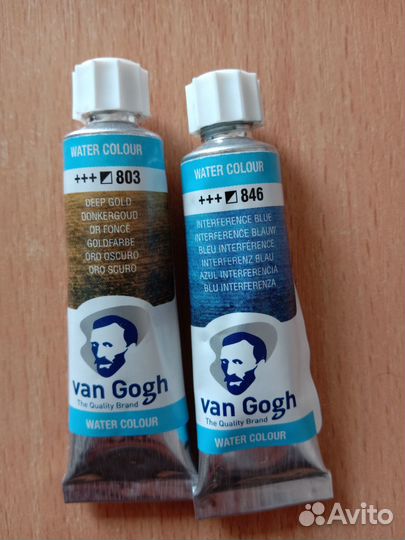 WATER COLOUR
+++ 803
DEEP GOLD
DONKERGOUD
OR FONCÉ
GOLDFARBE
ORO OSCURO
ORO SCURO
van Gogh
The Quality Brand
WATER COLOUR
WATER COLOUR
+++ 846
INTERFERENCE BLUE
INTERFERENCE BLAUW
BLEU INTERFÉRENCE
INTERFERENZ BLAU
AZUL INTERFERENCIA
BLU INTERFERENZA
van Gogh
The Quality Brand
WATER COLOUR
Avito